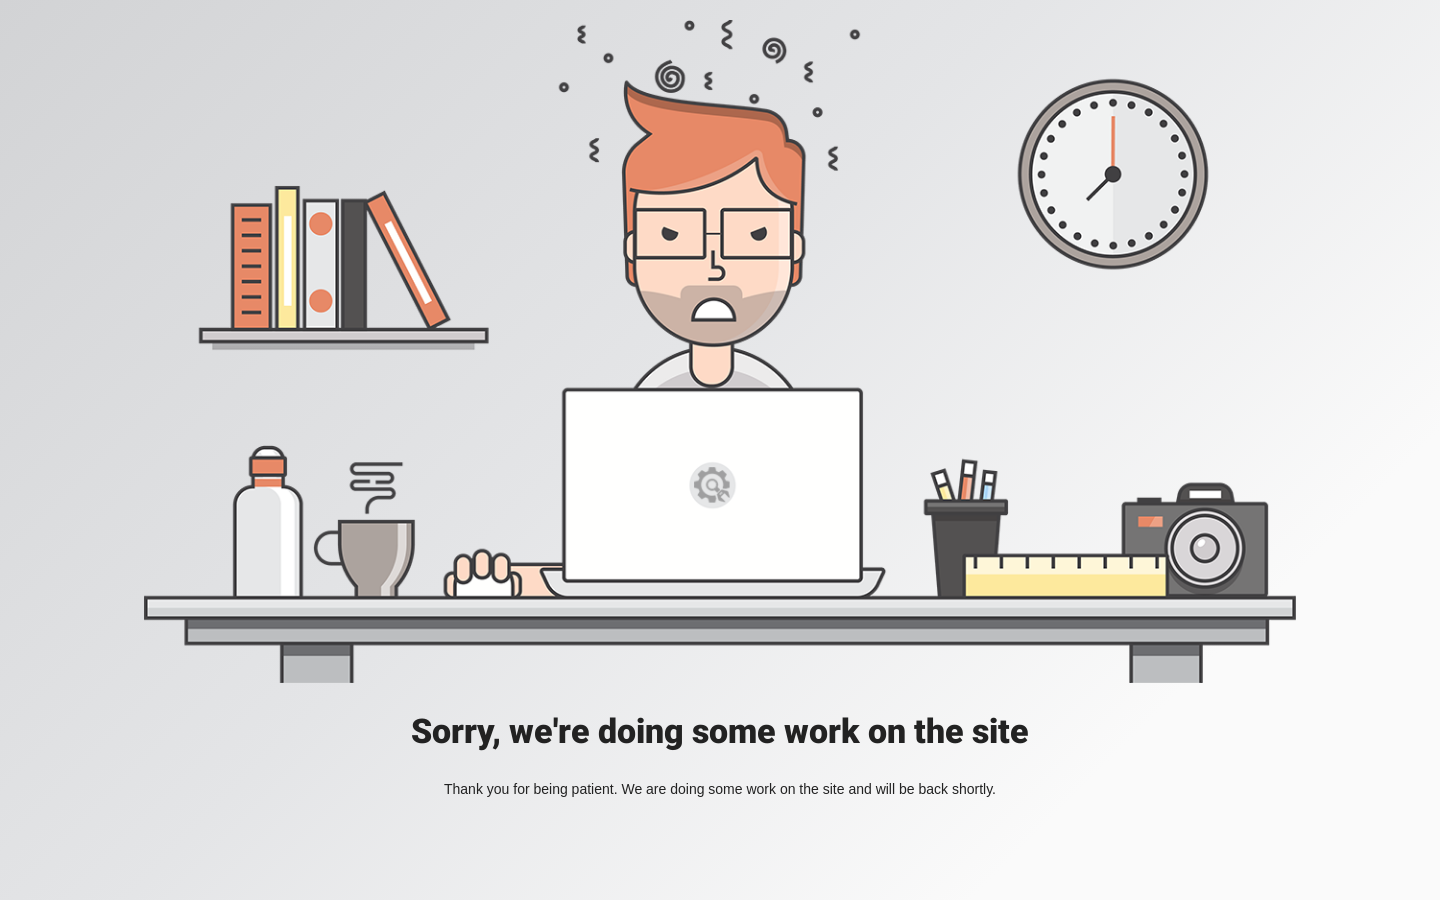 Sorry, we're doing some work on the site
Thank you for being patient. We are doing some work on the site and will be back shortly.